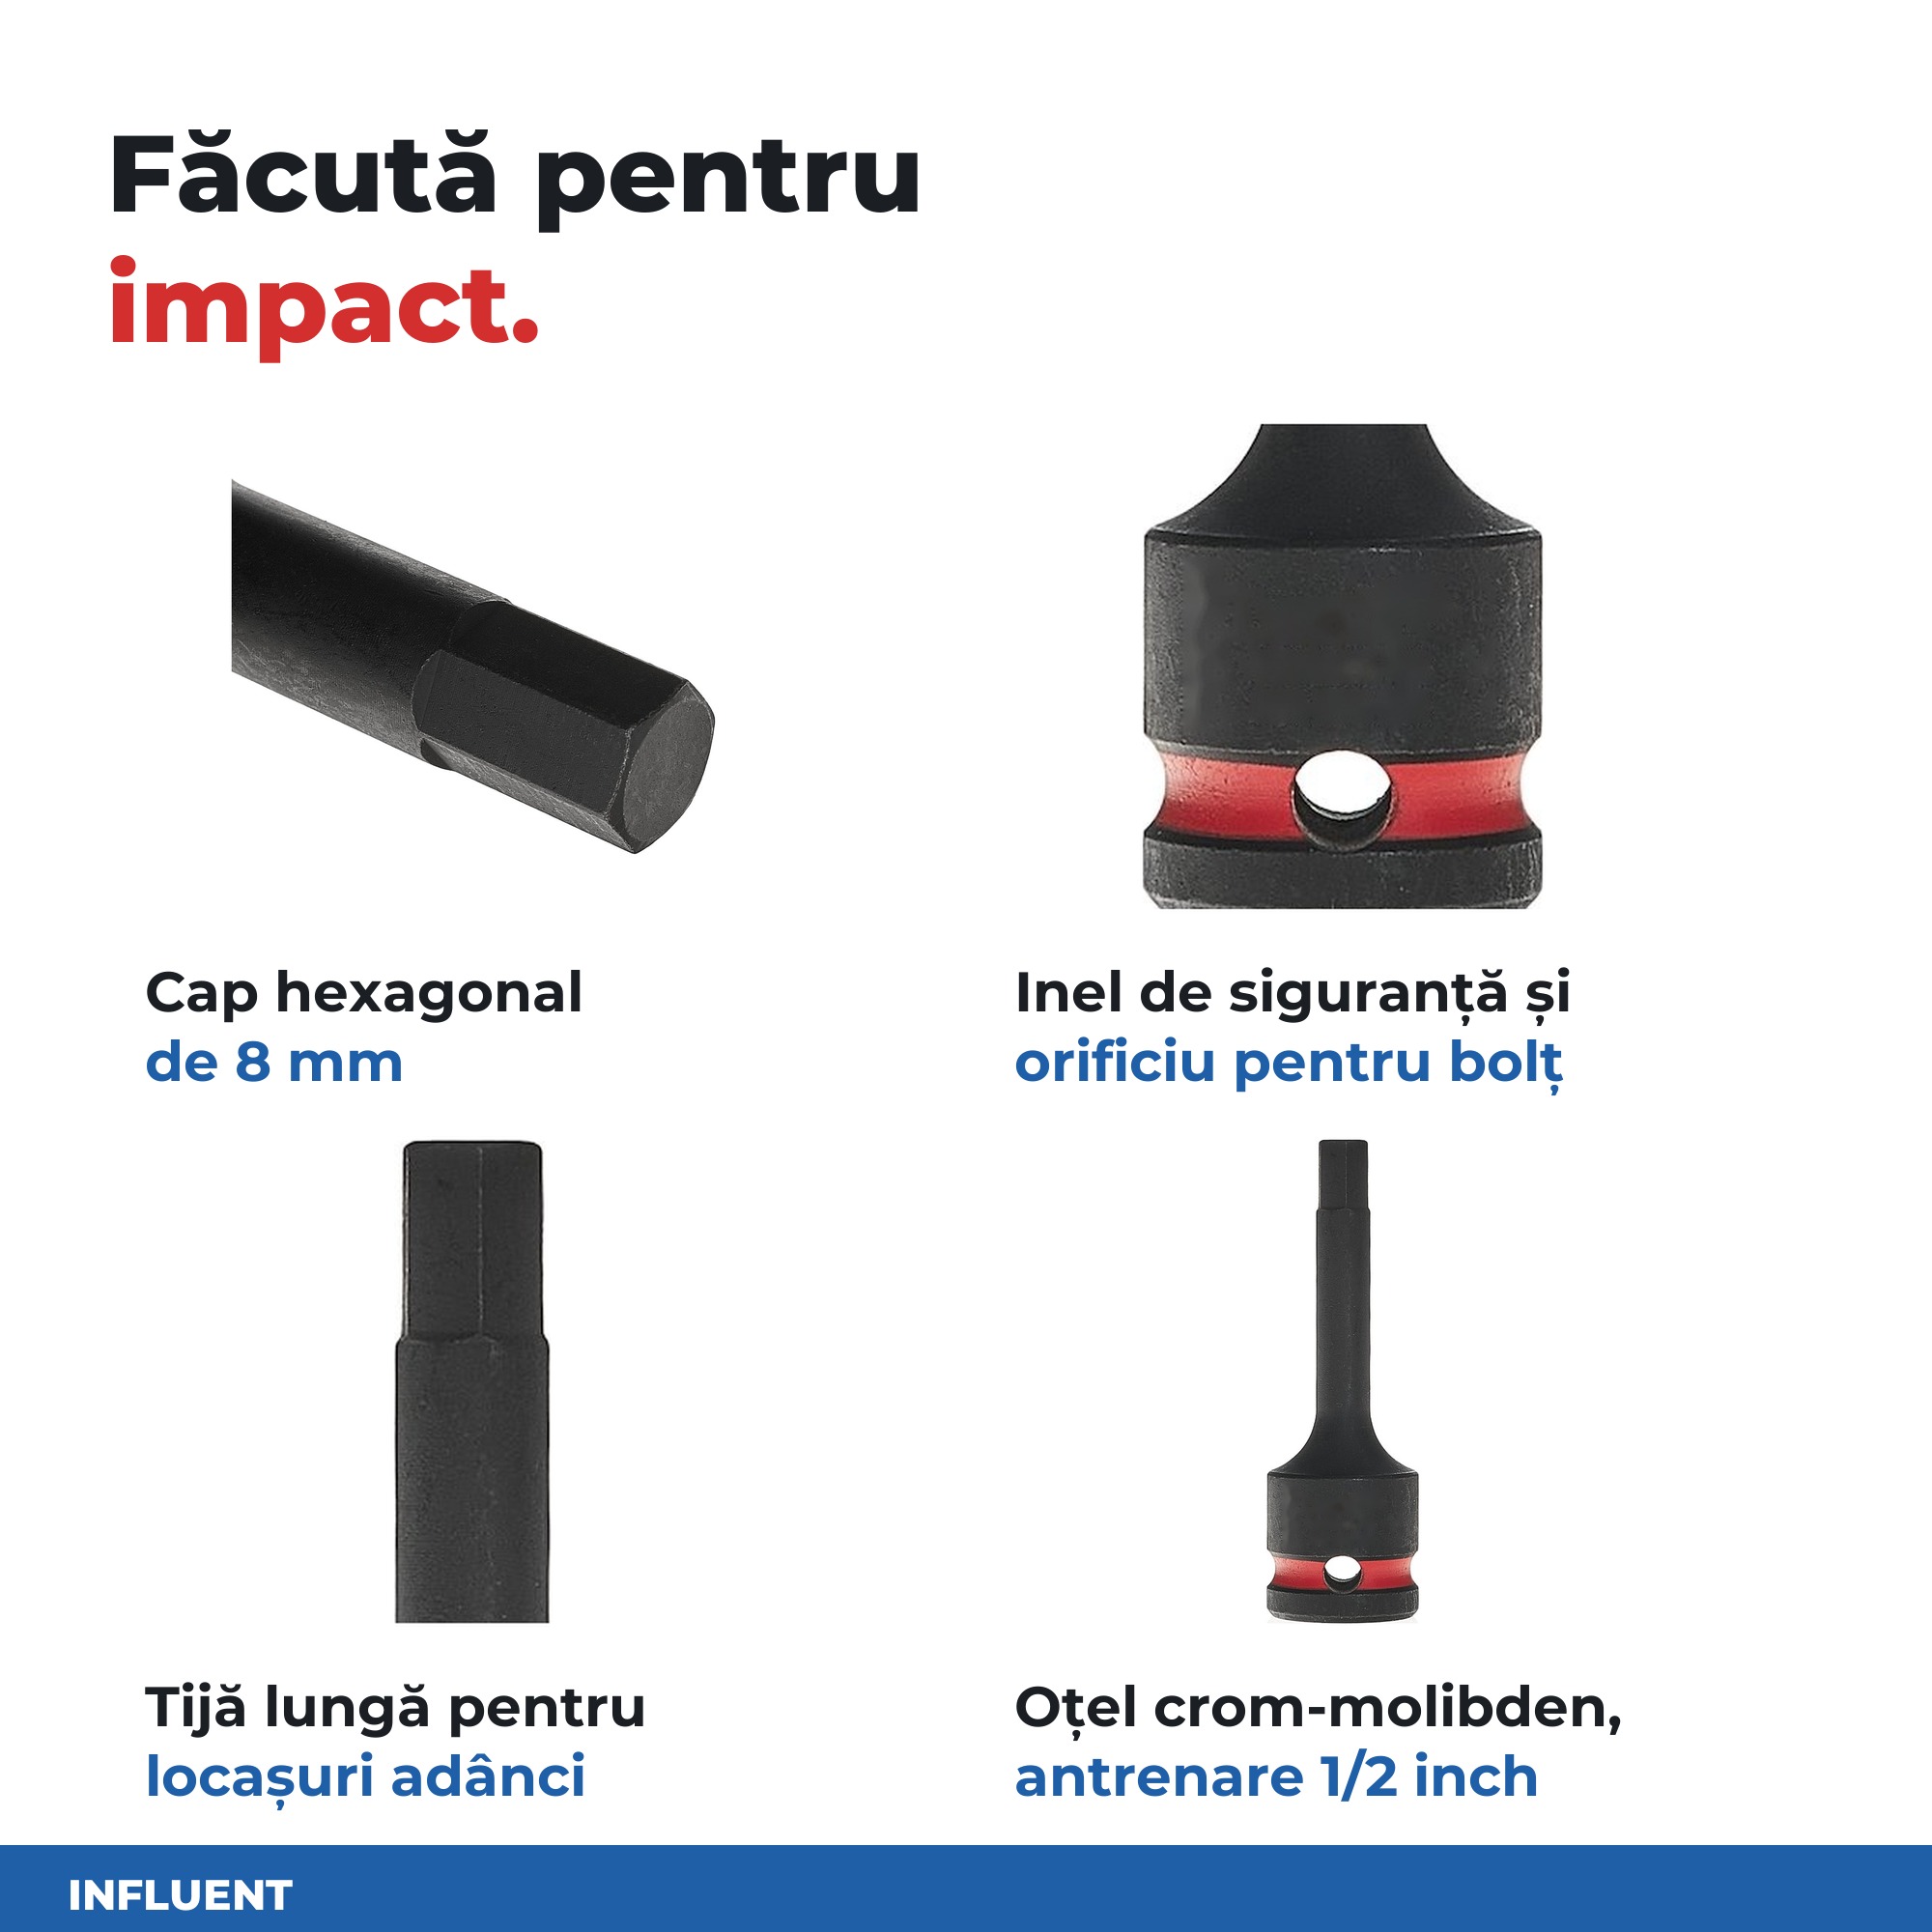 Făcută pentru
impact.
Cap hexagonal
de 8 mm
Inel de siguranță și
orificiu pentru bolț
Tijă lungă pentru
locașuri adânci
Oțel crom-molibden,
antrenare 1/2 inch
INFLUENT